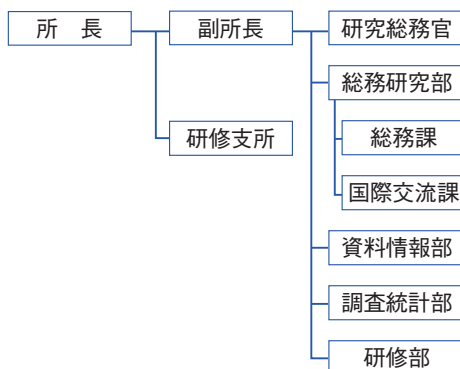 所　長
副所長
研修支所
研究総務官
総務研究部
総務課
国際交流課
資料情報部
調査統計部
研修部